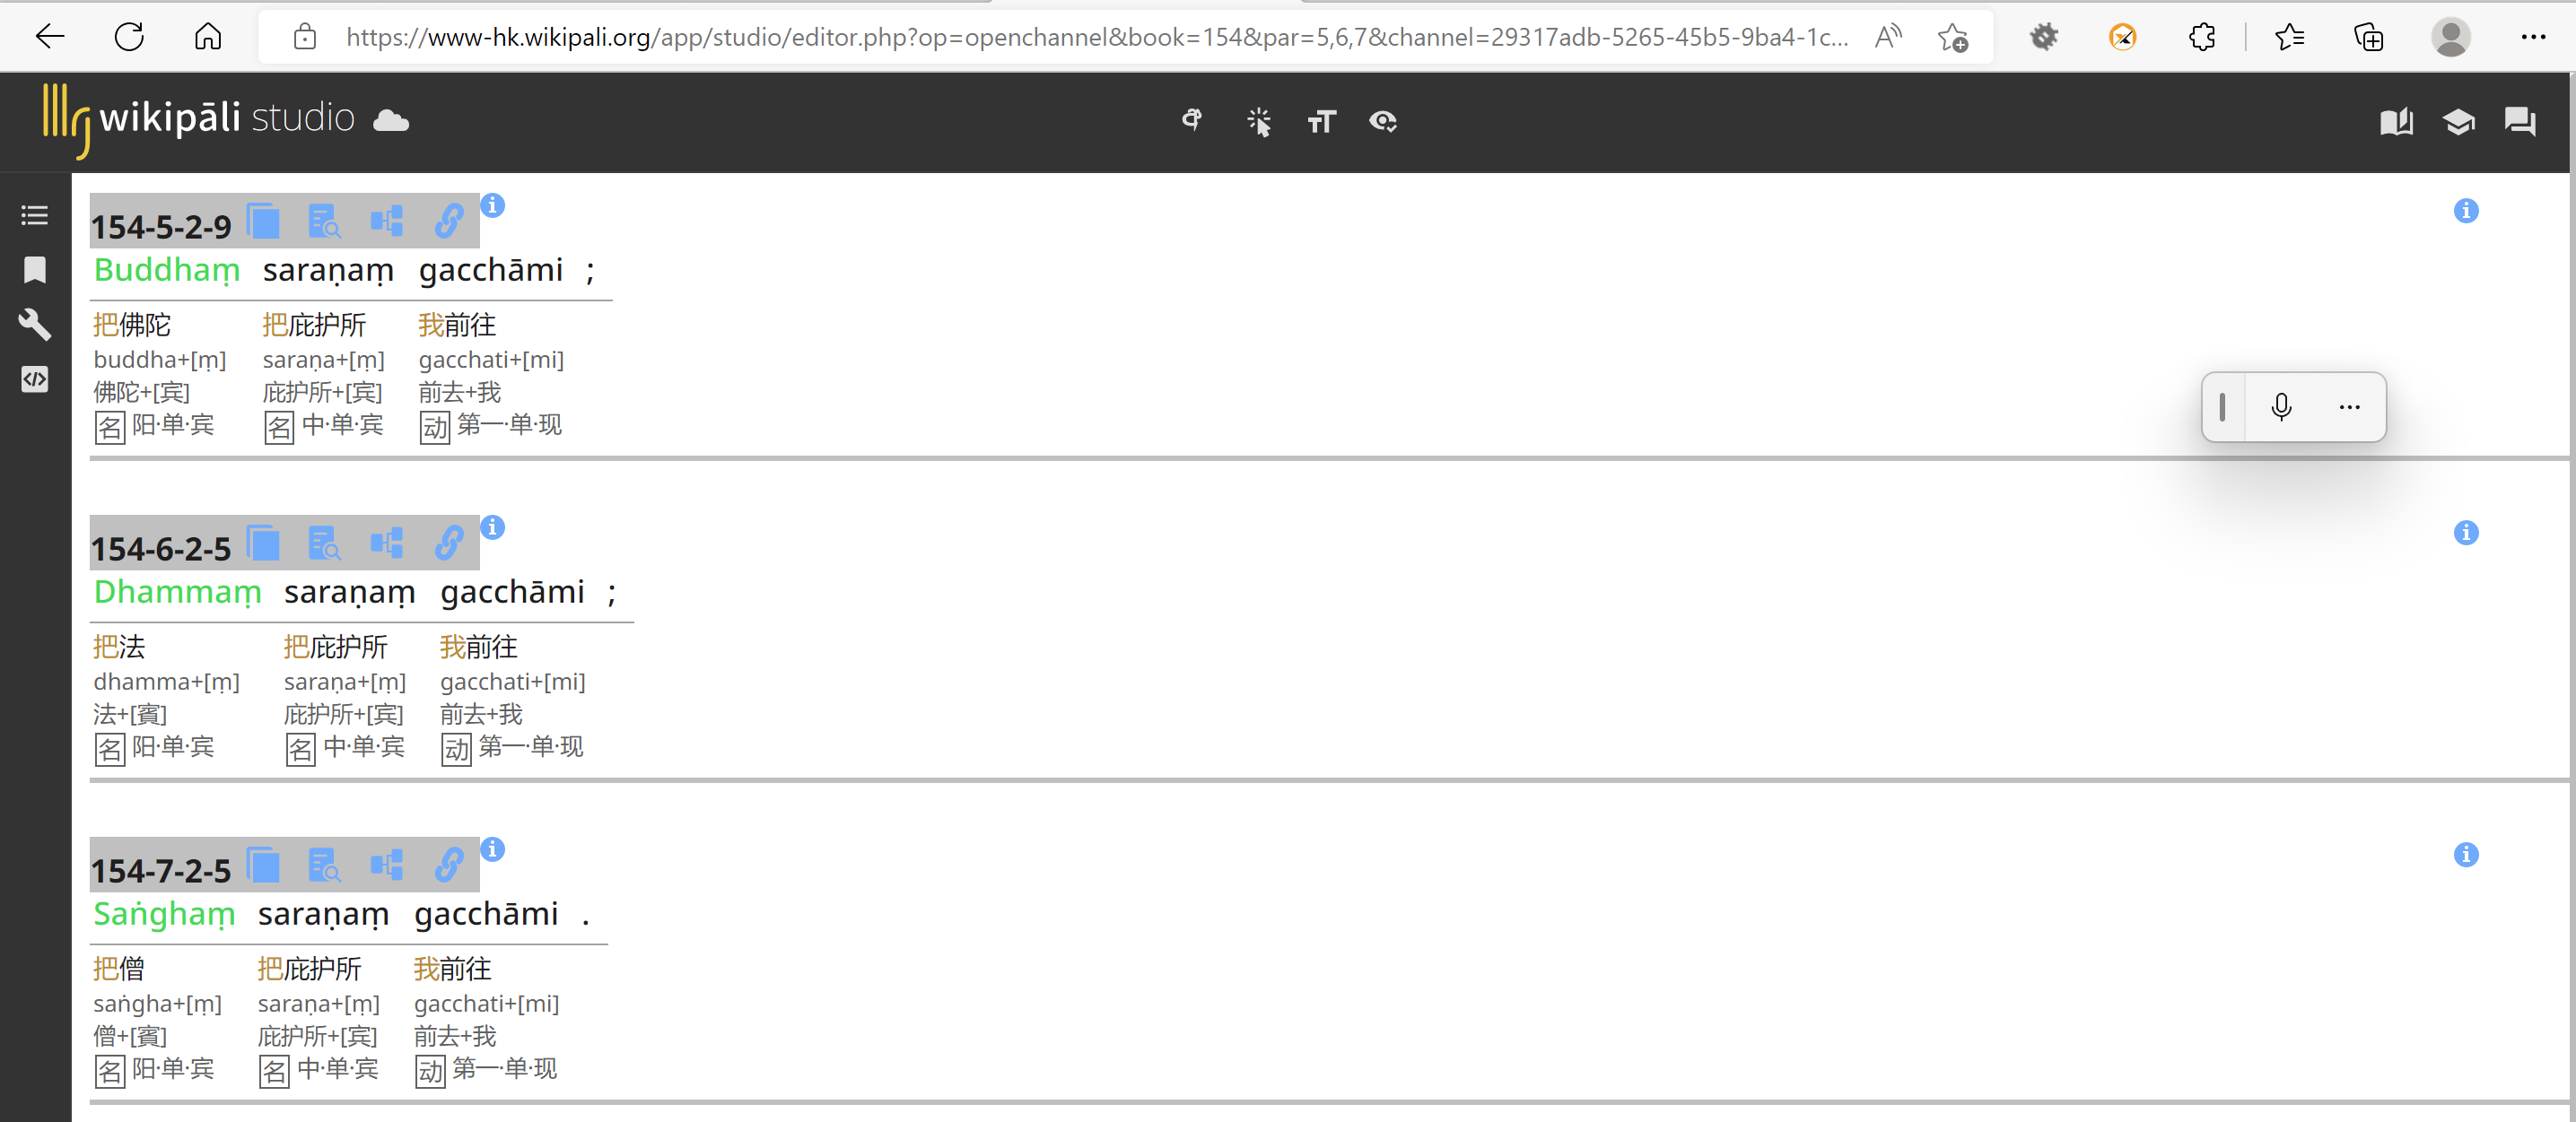 https://www-hk.wikipali.org/app/studio/editor.php?op=openchannel&book=154&par=5,6,7&channel=29317adb-5265-45b5-9ba4-1c...
wikipāli studio
154-5-2-9
Buddhaṃ saraṇaṃ gacchāmi ;
把佛陀 把庇护所 我前往
buddha+[ṃ] saraṇa+[ṃ] gacchati+[mi]
佛陀+[宾] 庇护所+[宾] 前去+我
名 阳·单·宾 名 中·单·宾 动 第一·单·现
154-6-2-5
Dhammaṃ saraṇaṃ gacchāmi ;
把法 把庇护所 我前往
dhamma+[ṃ] saraṇa+[ṃ] gacchati+[mi]
法+[賓] 庇护所+[宾] 前去+我
名 阳·单·宾 名 中·单·宾 动 第一·单·现
154-7-2-5
Saṅghaṃ saraṇaṃ gacchāmi .
把僧 把庇护所 我前往
saṅgha+[ṃ] saraṇa+[ṃ] gacchati+[mi]
僧+[賓] 庇护所+[宾] 前去+我
名 阳·单·宾 名 中·单·宾 动 第一·单·现